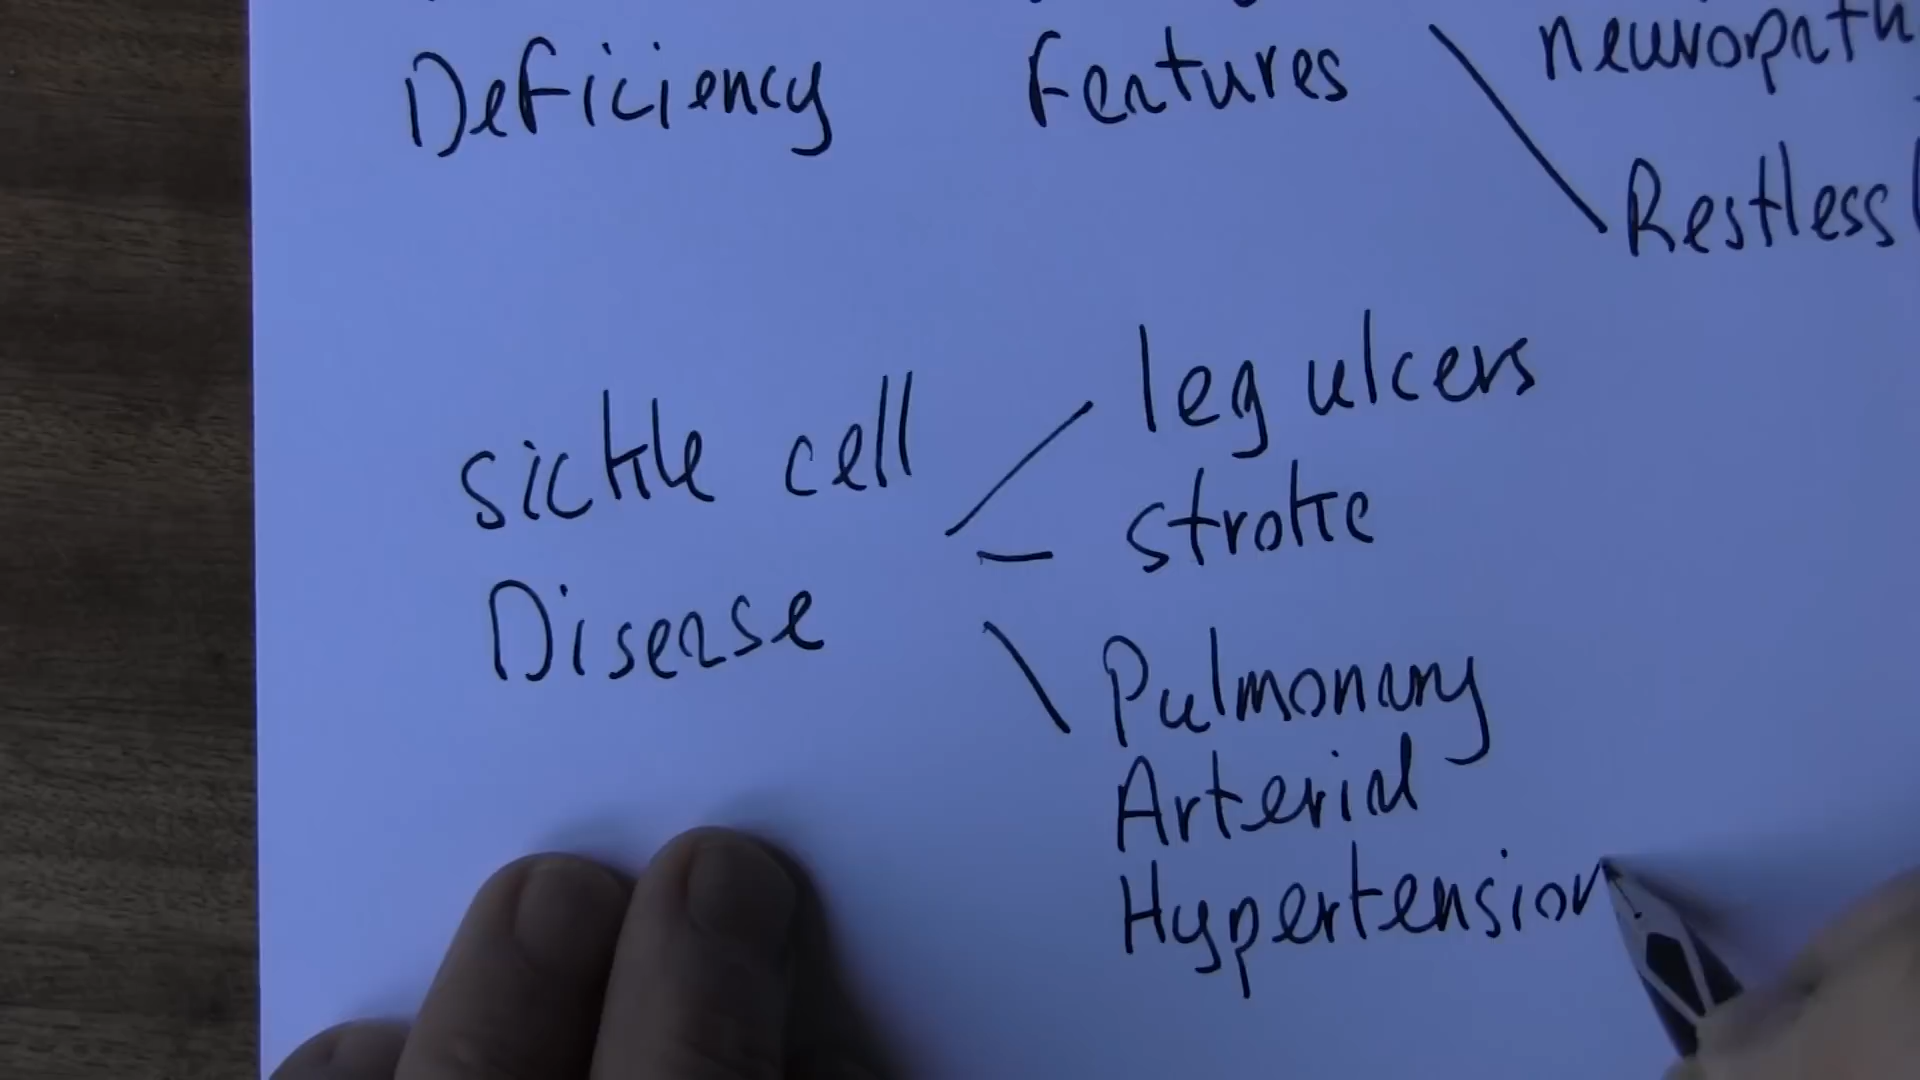 Deficiency Features neuropath
Restless
sickle cell leg ulcers
stroke
Disease Pulmonary
Arterial
Hypertension